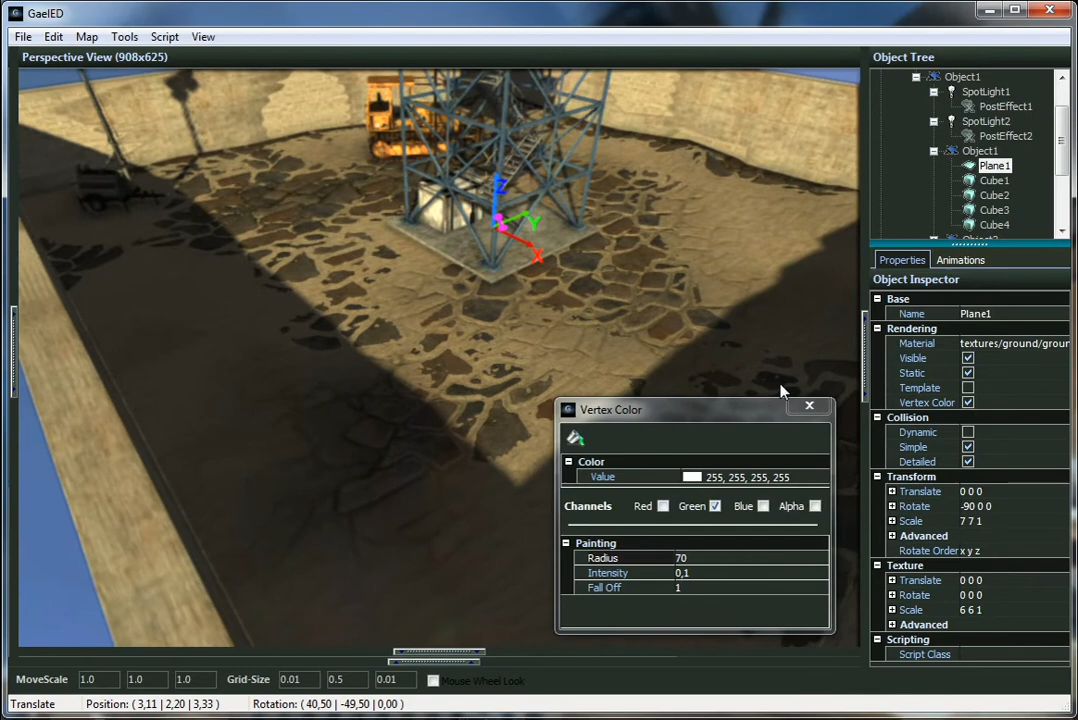 GaelED
File Edit Map Tools Script View
Perspective View (908x625)
Z
Y
X
Object Tree
Object1
SpotLight1
PostEffect1
SpotLight2
PostEffect2
Object1
Plane1
Cube1
Cube2
Cube3
Cube4
Properties Animations
Object Inspector
Base
Name Plane1
Rendering
Material textures/ground/groun
Visible
Static
Template
Vertex Color
Collision
Dynamic
Simple
Detailed
Transform
Translate 0 0 0
Rotate -90 0 0
Scale 7 7 1
Advanced
Rotate Order x y z
Texture
Translate 0 0 0
Rotate 0 0 0
Scale 6 6 1
Advanced
Scripting
Script Class
Vertex Color
Color
Value 255, 255, 255, 255
Channels Red Green Blue Alpha
Painting
Radius 70
Intensity 0,1
Fall Off 1
MoveScale 1.0 1.0 1.0 Grid-Size 0.01 0.5 0.01 Mouse Wheel Look
Translate Position: ( 3,11 | 2,20 | 3,33 ) Rotation: ( 40,50 | -49,50 | 0,00 )